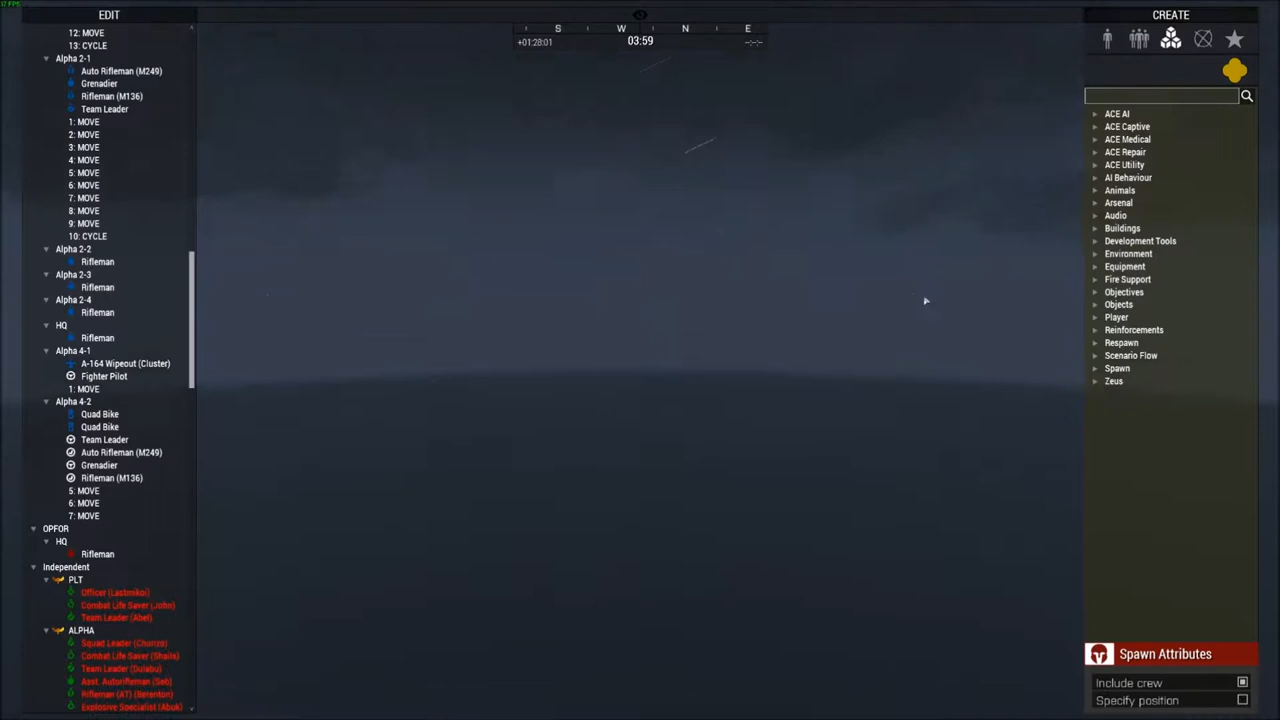 17 FPS
EDIT
12: MOVE
13: CYCLE
Alpha 2-1
Auto Rifleman (M249)
Grenadier
Rifleman (M136)
Team Leader
1: MOVE
2: MOVE
3: MOVE
4: MOVE
5: MOVE
6: MOVE
7: MOVE
8: MOVE
9: MOVE
10: CYCLE
Alpha 2-2
Rifleman
Alpha 2-3
Rifleman
Alpha 2-4
Rifleman
HQ
Rifleman
Alpha 4-1
A-164 Wipeout (Cluster)
Fighter Pilot
1: MOVE
Alpha 4-2
Quad Bike
Quad Bike
Team Leader
Auto Rifleman (M249)
Grenadier
Rifleman (M136)
5: MOVE
6: MOVE
7: MOVE
OPFOR
HQ
Rifleman
Independent
PLT
Officer (Lastmikoi)
Combat Life Saver (John)
Team Leader (Abel)
ALPHA
Squad Leader (Churizo)
Combat Life Saver (Shaila)
Team Leader (Dulabu)
Asst. Autorifleman (Seb)
Rifleman (AT) (Berenton)
Explosive Specialist (Abuk)
S W N E
+01:28:01 03:59 --:--
CREATE
ACE AI
ACE Captive
ACE Medical
ACE Repair
ACE Utility
AI Behaviour
Animals
Arsenal
Audio
Buildings
Development Tools
Environment
Equipment
Fire Support
Objectives
Objects
Player
Reinforcements
Respawn
Scenario Flow
Spawn
Zeus
Spawn Attributes
Include crew
Specify position